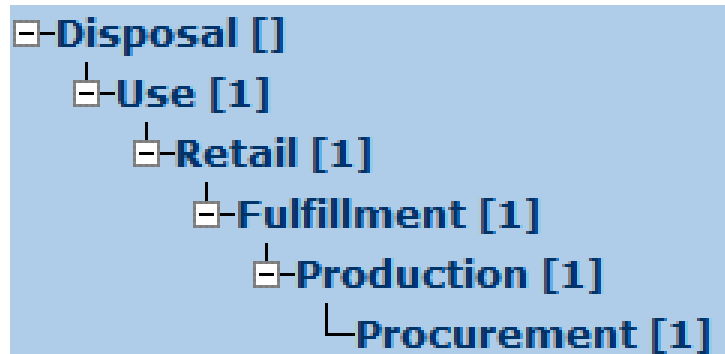 Disposal []
Use [1]
Retail [1]
Fulfillment [1]
Production [1]
Procurement [1]